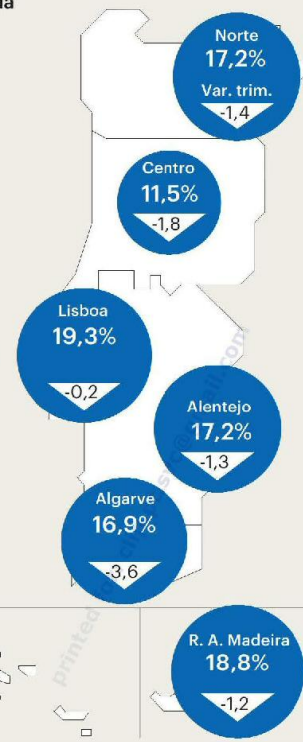 Norte
17,2%
Var. trim.
-1,4
Centro
11,5%
-1,8
Lisboa
19,3%
-0,2
Alentejo
17,2%
-1,3
Algarve
16,9%
-3,6
R. A. Madeira
18,8%
-1,2